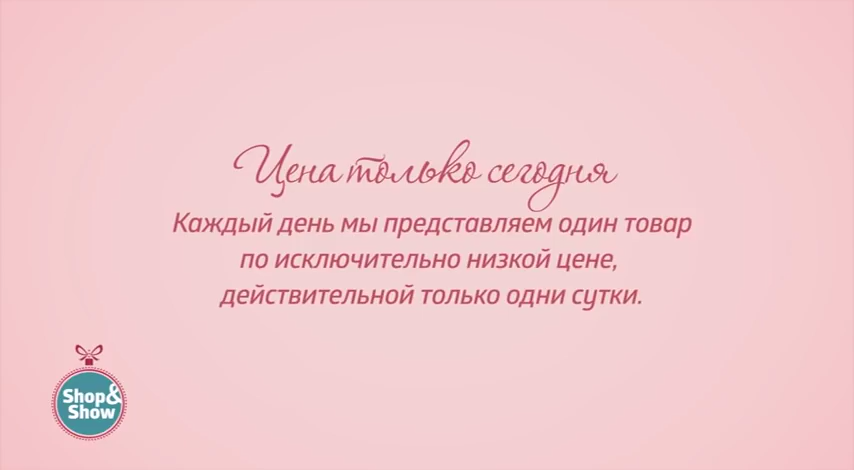 Цена только сегодня
Каждый день мы представляем один товар
по исключительно низкой цене,
действительной только одни сутки.
Shop&
Show